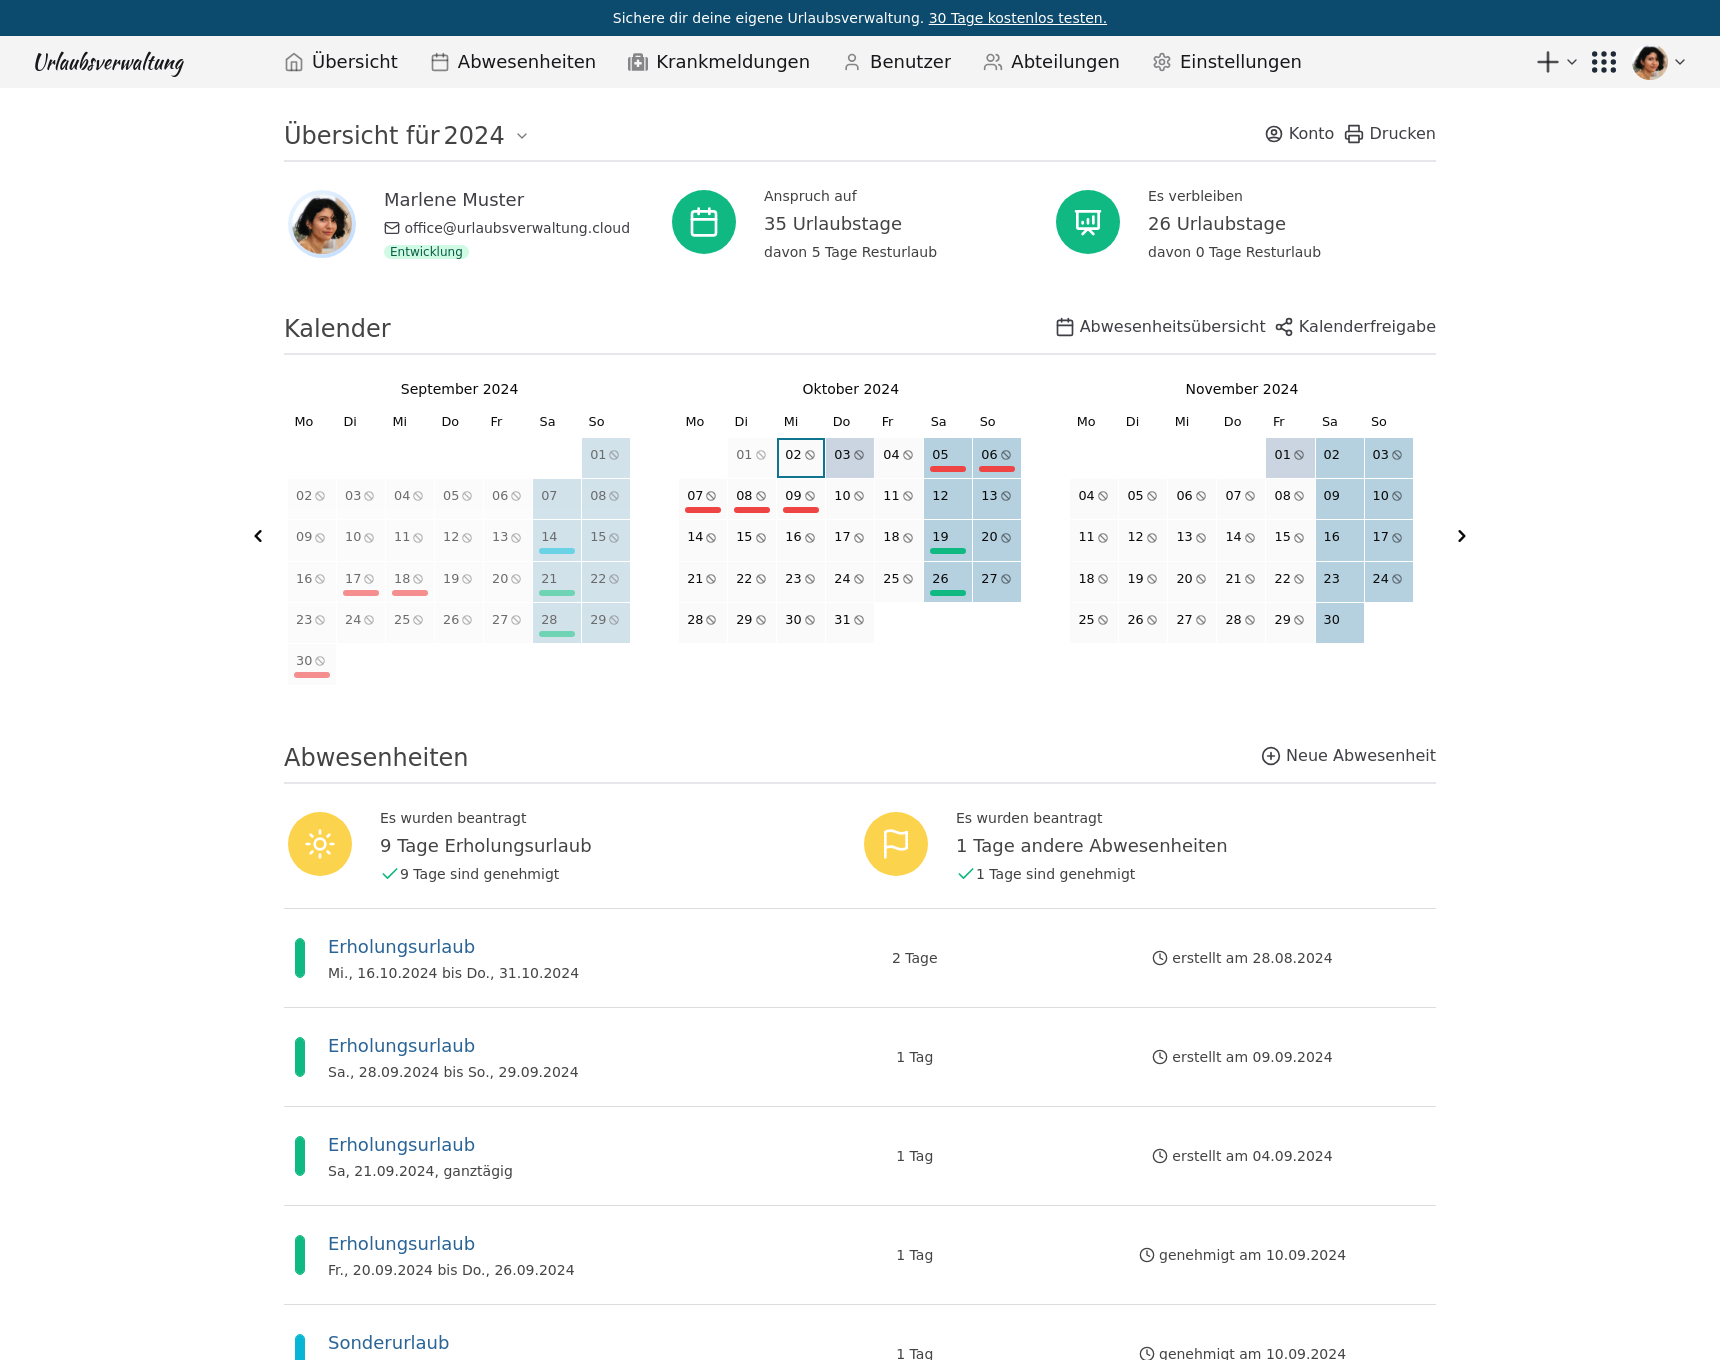 Sichere dir deine eigene Urlaubsverwaltung. 30 Tage kostenlos testen.
Urlaubsverwaltung Übersicht Abwesenheiten Krankmeldungen Benutzer Abteilungen Einstellungen
Übersicht für 2024 Konto Drucken
Marlene Muster
office@urlaubsverwaltung.cloud
Entwicklung
Anspruch auf
35 Urlaubstage
davon 5 Tage Resturlaub
Es verbleiben
26 Urlaubstage
davon 0 Tage Resturlaub
Kalender Abwesenheitsübersicht Kalenderfreigabe
September 2024
Mo Di Mi Do Fr Sa So
01
02 03 04 05 06 07 08
09 10 11 12 13 14 15
16 17 18 19 20 21 22
23 24 25 26 27 28 29
30
Oktober 2024
Mo Di Mi Do Fr Sa So
01 02 03 04 05 06
07 08 09 10 11 12 13
14 15 16 17 18 19 20
21 22 23 24 25 26 27
28 29 30 31
November 2024
Mo Di Mi Do Fr Sa So
01 02 03
04 05 06 07 08 09 10
11 12 13 14 15 16 17
18 19 20 21 22 23 24
25 26 27 28 29 30
Abwesenheiten Neue Abwesenheit
Es wurden beantragt
9 Tage Erholungsurlaub
9 Tage sind genehmigt
Es wurden beantragt
1 Tage andere Abwesenheiten
1 Tage sind genehmigt
Erholungsurlaub
Mi., 16.10.2024 bis Do., 31.10.2024
2 Tage
erstellt am 28.08.2024
Erholungsurlaub
Sa., 28.09.2024 bis So., 29.09.2024
1 Tag
erstellt am 09.09.2024
Erholungsurlaub
Sa, 21.09.2024, ganztägig
1 Tag
erstellt am 04.09.2024
Erholungsurlaub
Fr., 20.09.2024 bis Do., 26.09.2024
1 Tag
genehmigt am 10.09.2024
Sonderurlaub
1 Tag
genehmigt am 10.09.2024